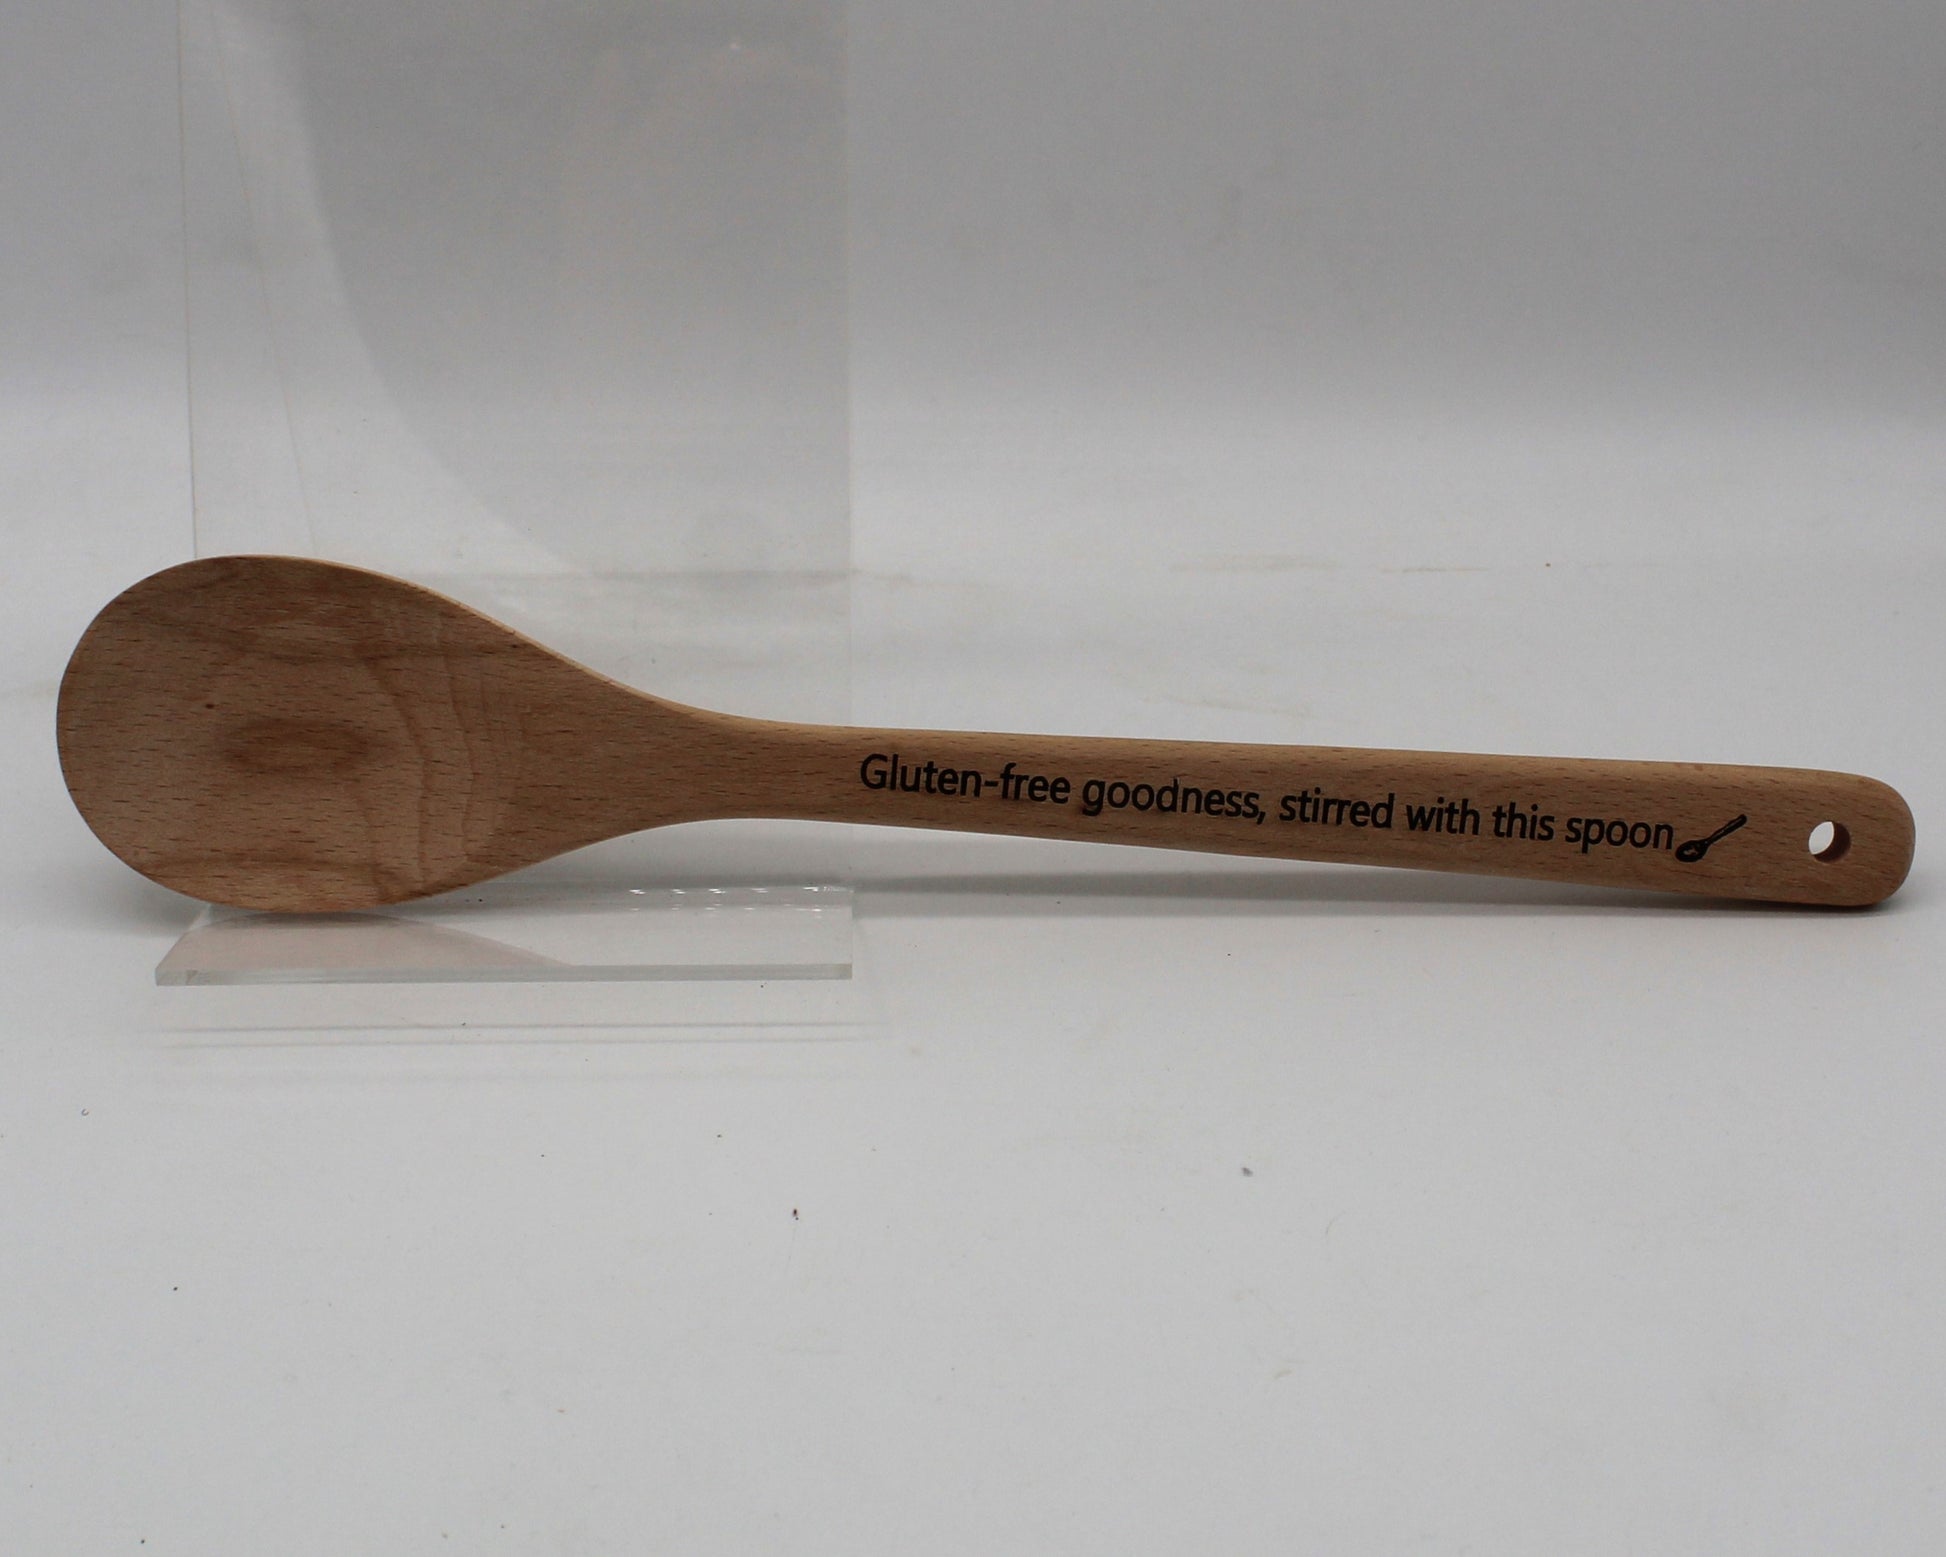 Gluten-free goodness, stirred with this spoon